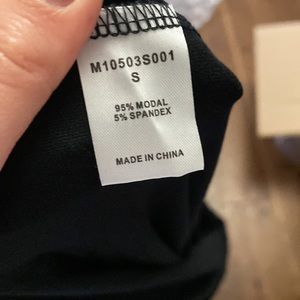 M10503S001
S
95% MODAL
5% SPANDEX
MADE IN CHINA